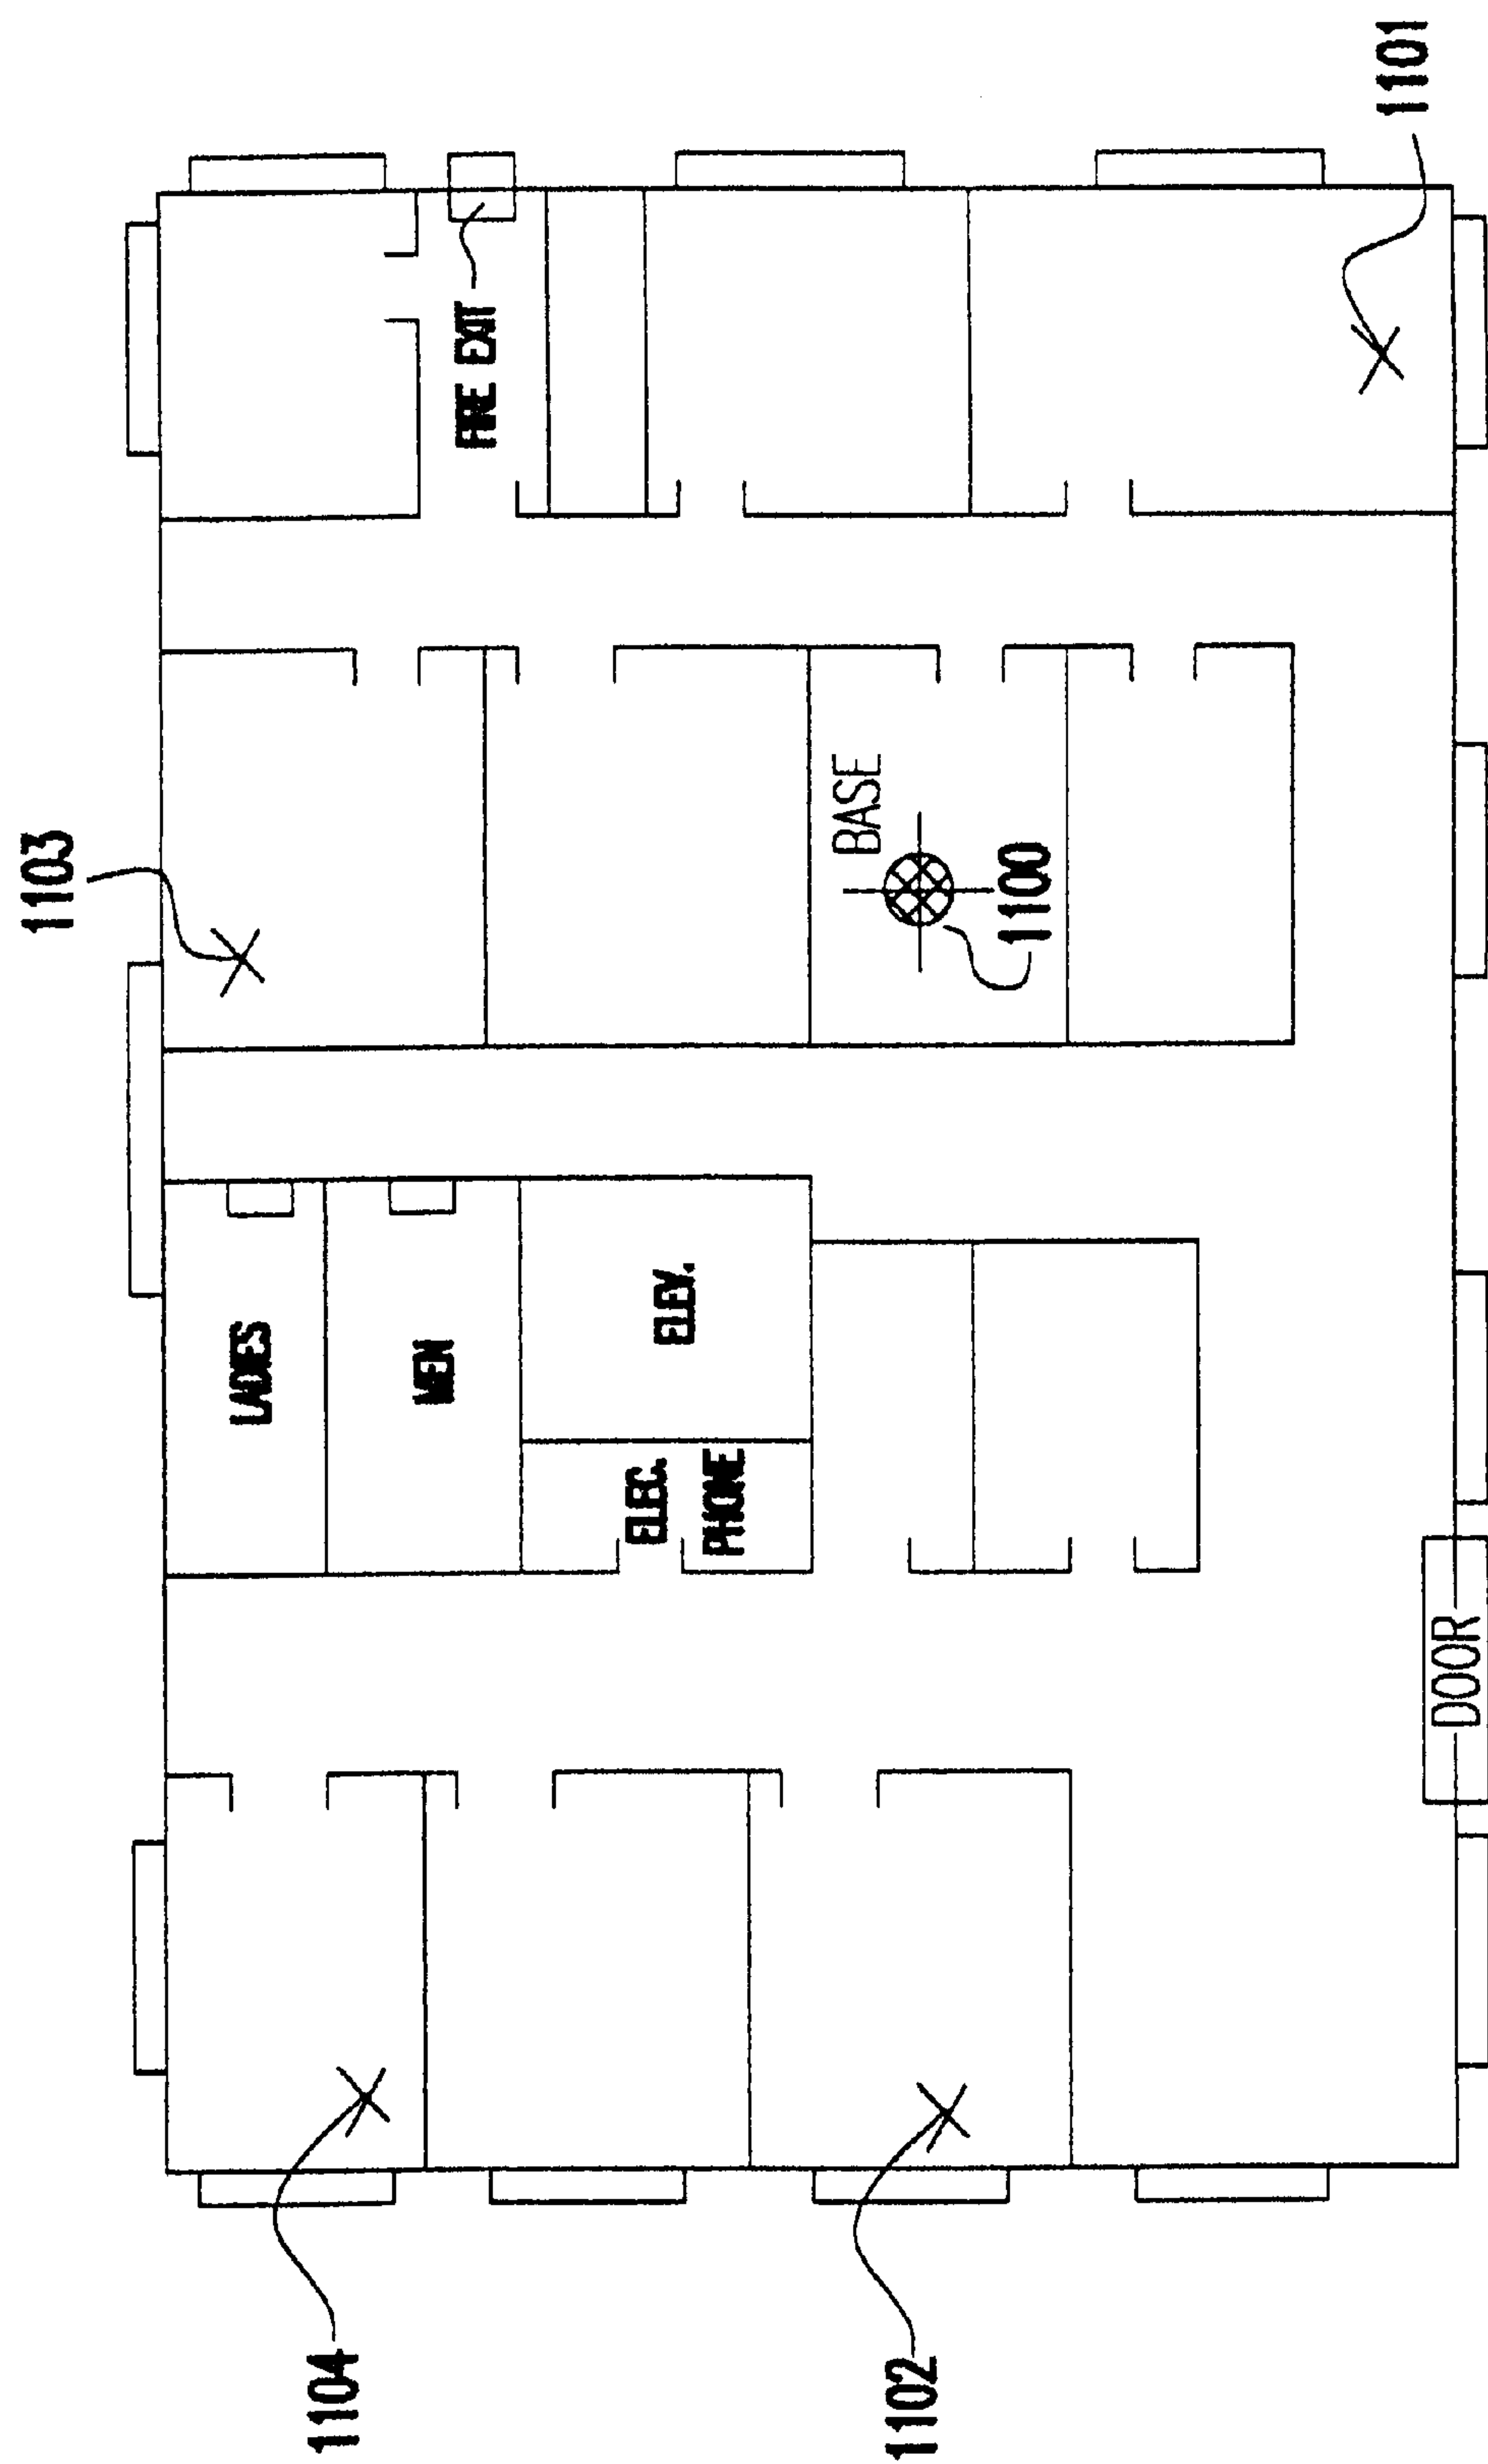 1103
1101
FIRE EXIT
BASE
1100
LADIES
MEN
ELEV.
ELEC.
PHONE
DOOR
1104
1102